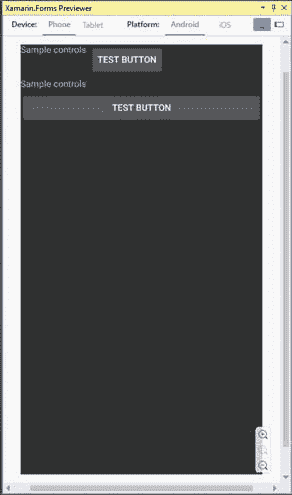 Xamarin.Forms Previewer
Device: Phone Tablet Platform: Android iOS
Sample controls TEST BUTTON
Sample controls
TEST BUTTON